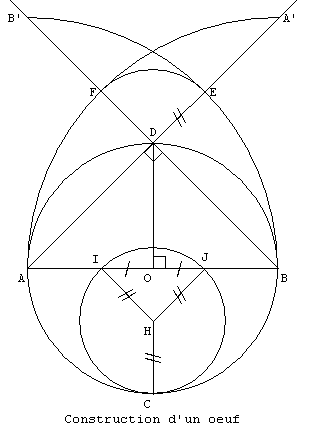 B' A'
F E
D
I J
A O B
H
C
Construction d'un oeuf